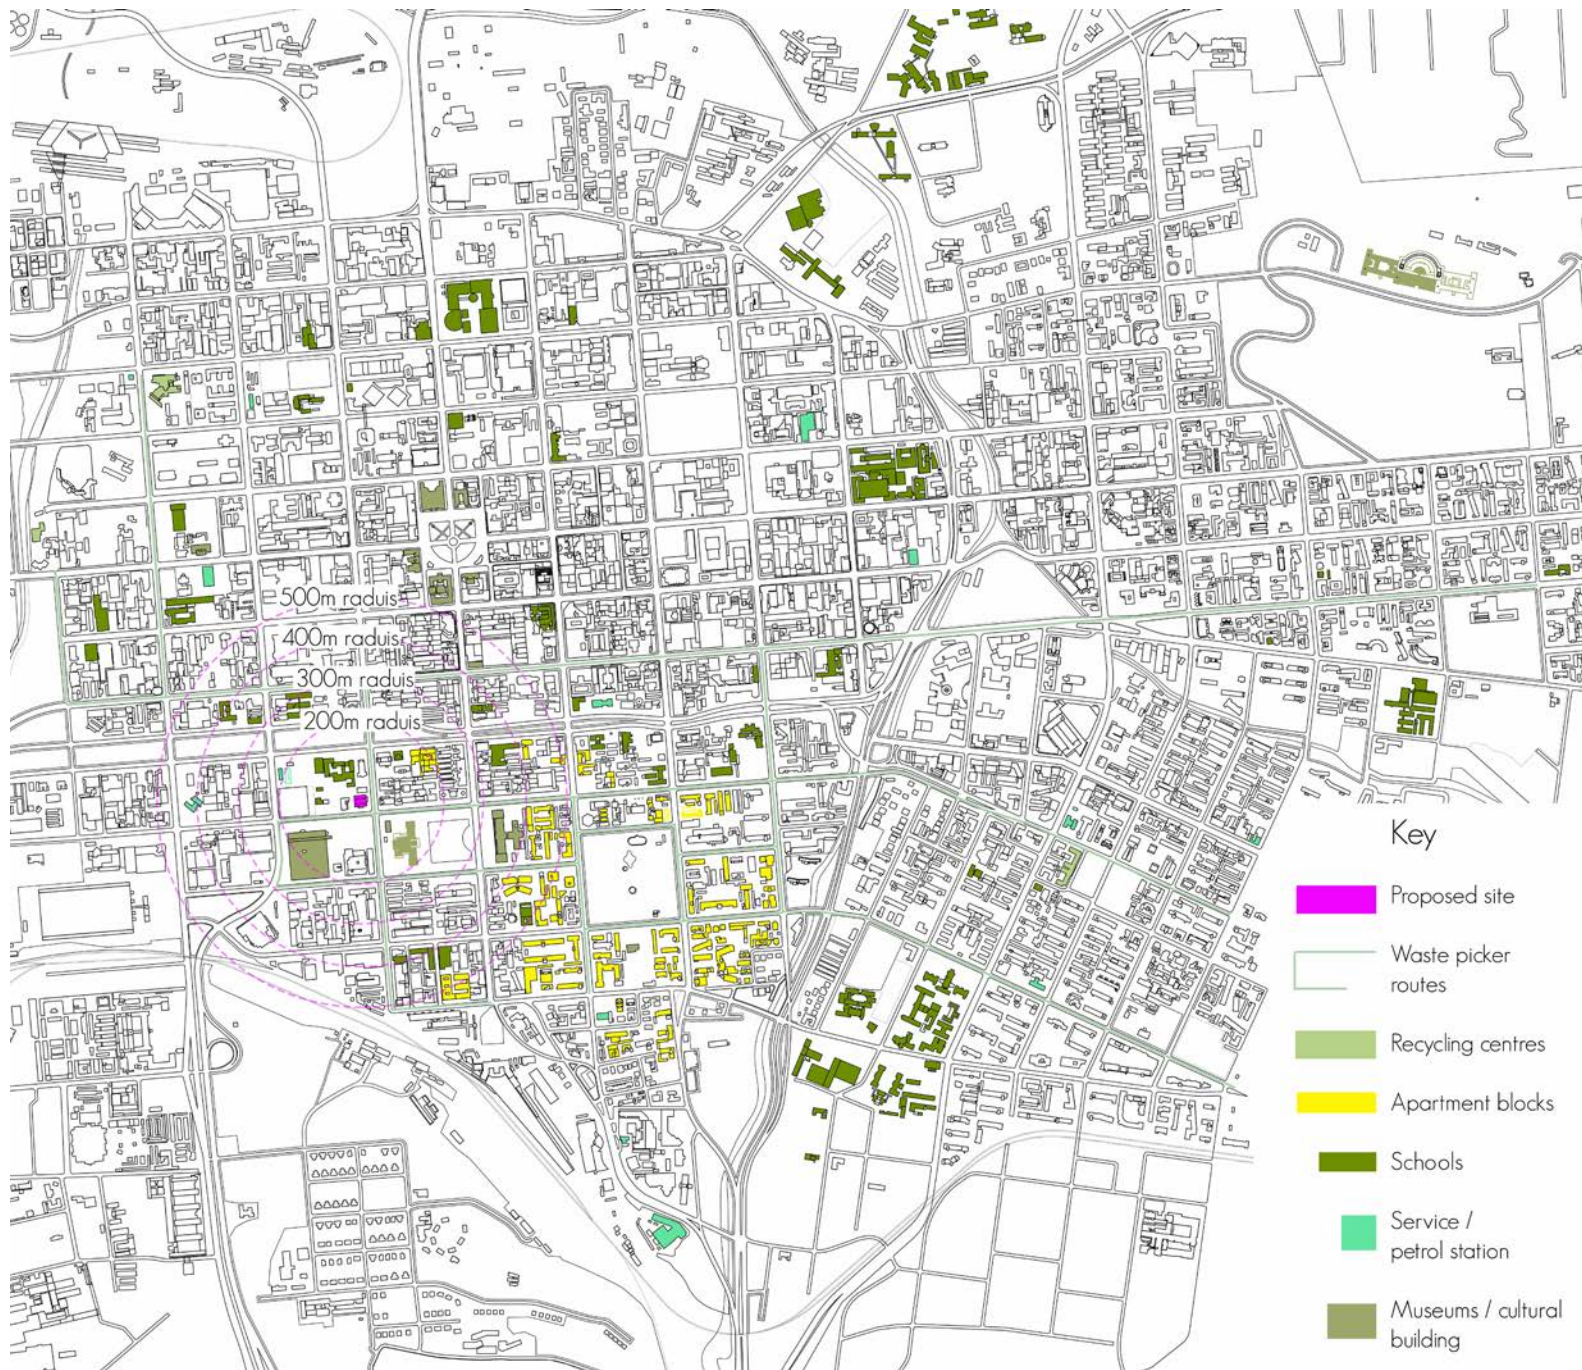 500m raduis
400m raduis
300m raduis
200m raduis
Key
Proposed site
Waste picker
routes
Recycling centres
Apartment blocks
Schools
Service /
petrol station
Museums / cultural
building